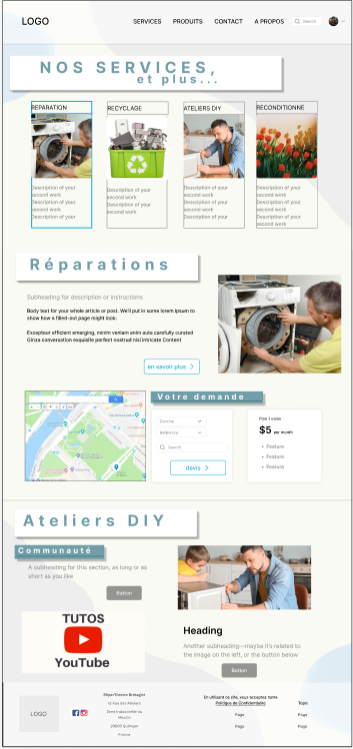 LOGO
SERVICES PRODUITS CONTACT A PROPOS Search
NOS SERVICES,
et plus...
REPARATION
Description of your
second work
Description of your
second work
Description of your
RECYCLAGE
Description of your
second work
Description of your
second work
ATELIERS DIY
Description of your
second work
Description of your
second work
Description of your
RECONDITIONNE
Description of your
second work
Description of your
second work
Description of your
second work
Réparations
Subheading for description or instructions
Body text for your whole article or post. We'll put in some lorem ipsum to
show how a filled-out page might look:
Excepteur efficient emerging, minim veniam anim aute carefully curated
Ginza conversation exquisite perfect nostrud nisi intricate Content
en savoir plus
Votre demande
Search
devis
$5 per month
Feature
Feature
Feature
Ateliers DIY
Communauté
A subheading for this section, as long or as
short as you like
Button
TUTOS
YouTube
Heading
Another subheading—maybe it's related to
the image on the left, or the button below
Button
LOGO
12 Rue des Ateliers
Zone Industrielle du
Moulin
29000 Quimper
France
En utilisant ce site, vous acceptez notre
Politique de Confidentialité
Page
Page
Page
Topic
Page
Page
Page